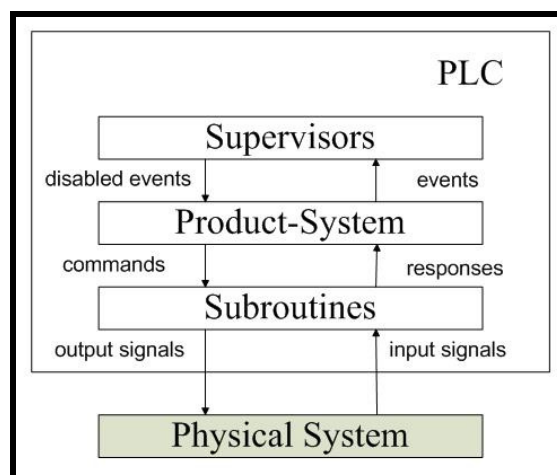 PLC
Supervisors
disabled events
events
Product-System
commands
responses
Subroutines
output signals
input signals
Physical System